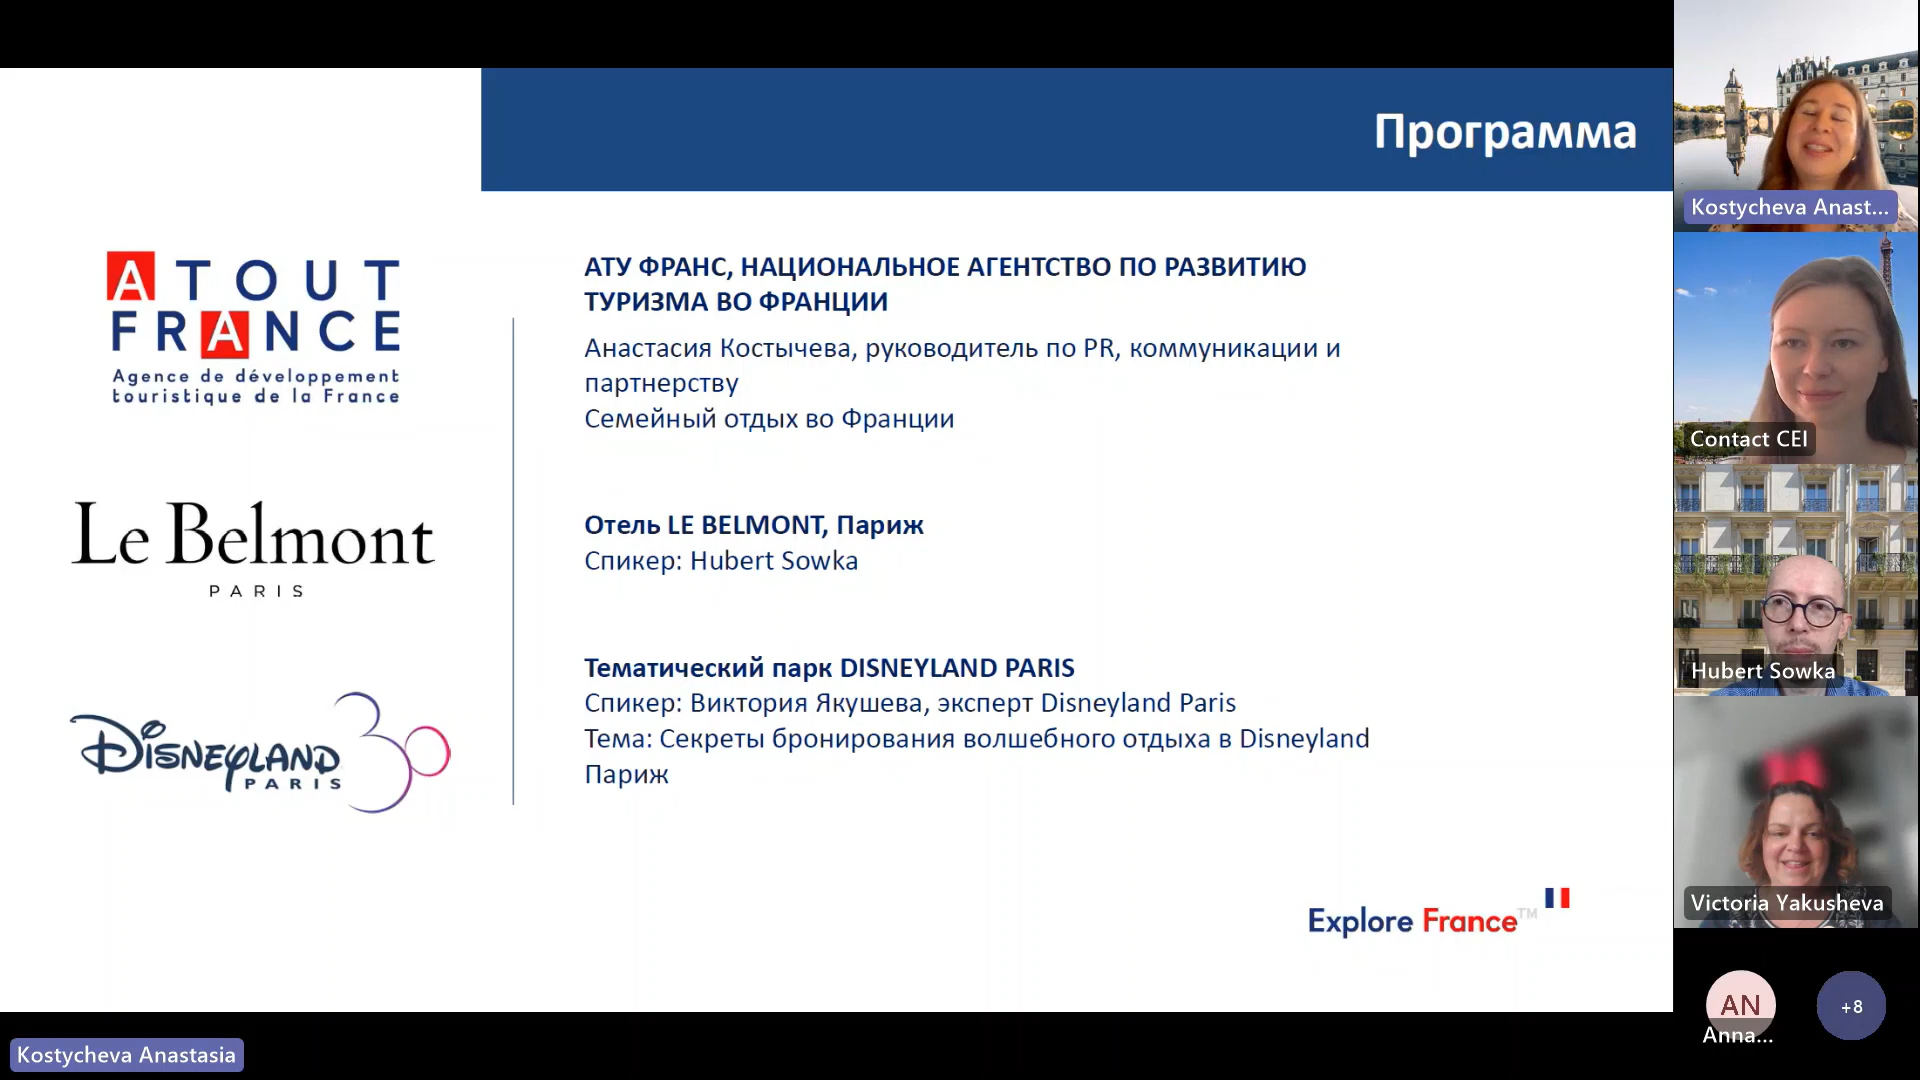 Программа
A TOUT
FRANCE
Agence de développement
touristique de la France
АТУ ФРАНС, НАЦИОНАЛЬНОЕ АГЕНТСТВО ПО РАЗВИТИЮ
ТУРИЗМА ВО ФРАНЦИИ
Анастасия Костычева, руководитель по PR, коммуникации и
партнерству
Семейный отдых во Франции
Le Belmont
PARIS
Отель LE BELMONT, Париж
Спикер: Hubert Sowka
DISNEYLAND
PARIS
30
Тематический парк DISNEYLAND PARIS
Спикер: Виктория Якушева, эксперт Disneyland Paris
Тема: Секреты бронирования волшебного отдыха в Disneyland
Париж
Explore France™
Kostycheva Anast...
Contact CEI
Hubert Sowka
Victoria Yakusheva
AN
Anna...
+8
Kostycheva Anastasia